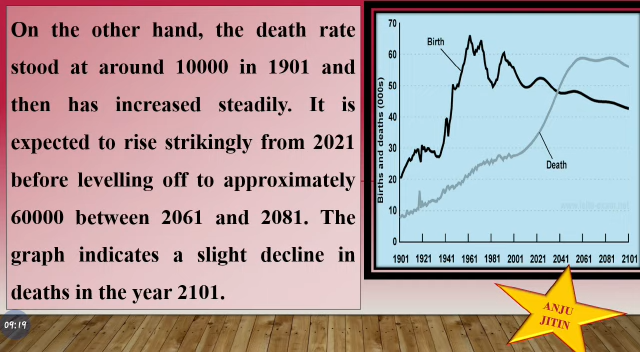 On the other hand, the death rate
stood at around 10000 in 1901 and
then has increased steadily. It is
expected to rise strikingly from 2021
before levelling off to approximately
60000 between 2061 and 2081. The
graph indicates a slight decline in
deaths in the year 2101.
Births and deaths (000s)
70
60
50
40
30
20
10
0
Birth
Death
1901 1921 1941 1961 1981 2001 2021 2041 2061 2081 2101
ANJU
JITIN
09:19